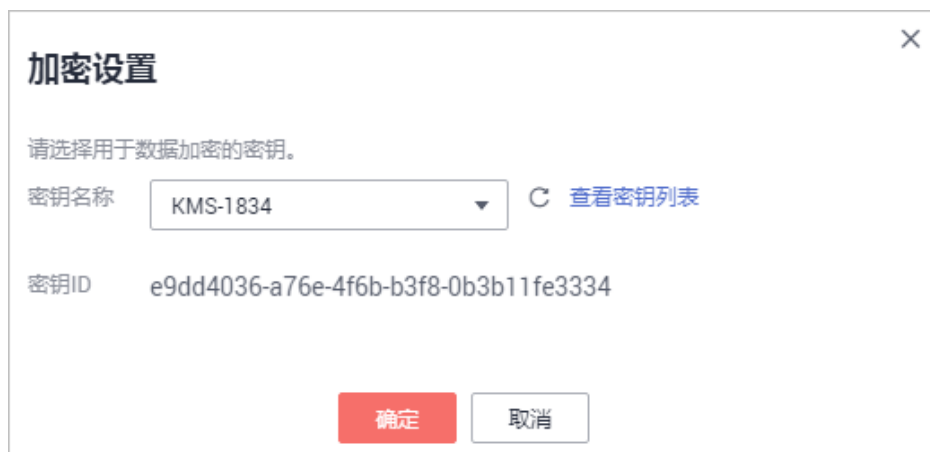 加密设置
请选择用于数据加密的密钥。
密钥名称 KMS-1834 查看密钥列表
密钥ID e9dd4036-a76e-4f6b-b3f8-0b3b11fe3334
确定 取消